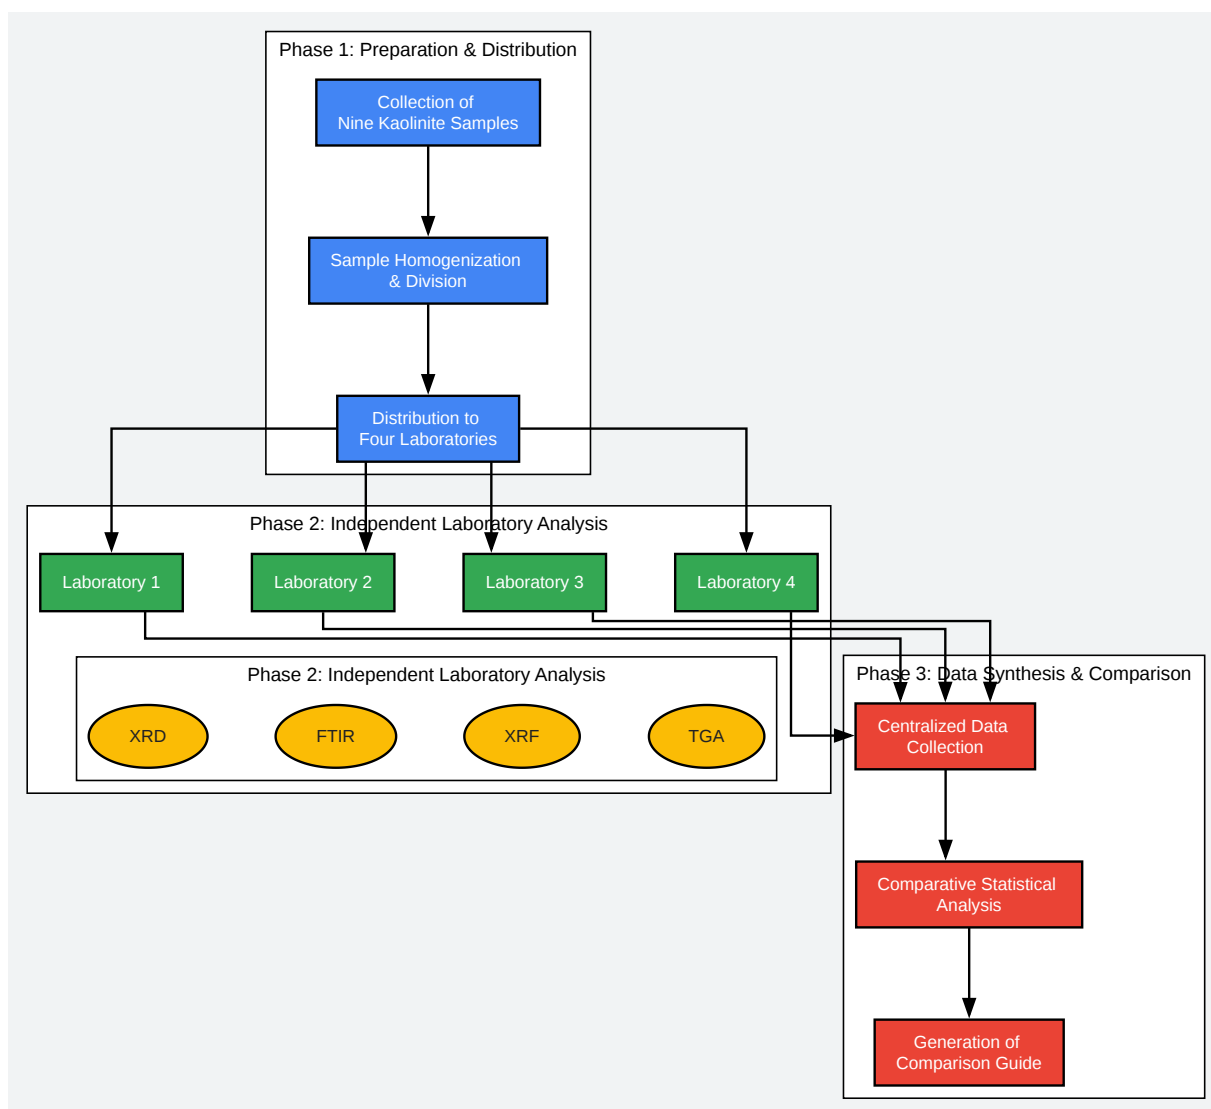 Phase 1: Preparation & Distribution
Collection of
Nine Kaolinite Samples
Sample Homogenization
& Division
Distribution to
Four Laboratories
Phase 2: Independent Laboratory Analysis
Laboratory 1
Laboratory 2
Laboratory 3
Laboratory 4
Phase 2: Independent Laboratory Analysis
XRD
FTIR
XRF
TGA
Phase 3: Data Synthesis & Comparison
Centralized Data
Collection
Comparative Statistical
Analysis
Generation of
Comparison Guide